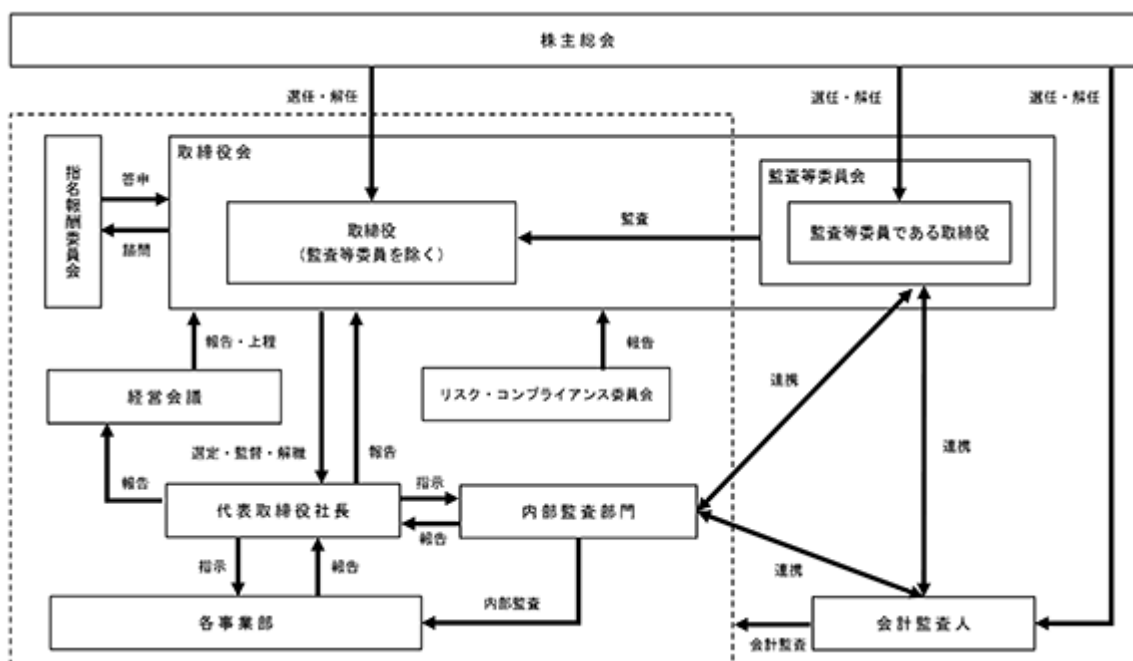 株主総会
選任・解任
選任・解任
選任・解任
取締役会
監査等委員会
指名報酬委員会
答申
諮問
取締役
（監査等委員を除く）
監査
監査等委員である取締役
報告・上程
報告
経営会議
リスク・コンプライアンス委員会
連携
選定・監督・解職
報告
連携
報告
指示
代表取締役社長
内部監査部門
報告
指示
報告
連携
内部監査
各事業部
会計監査
会計監査人